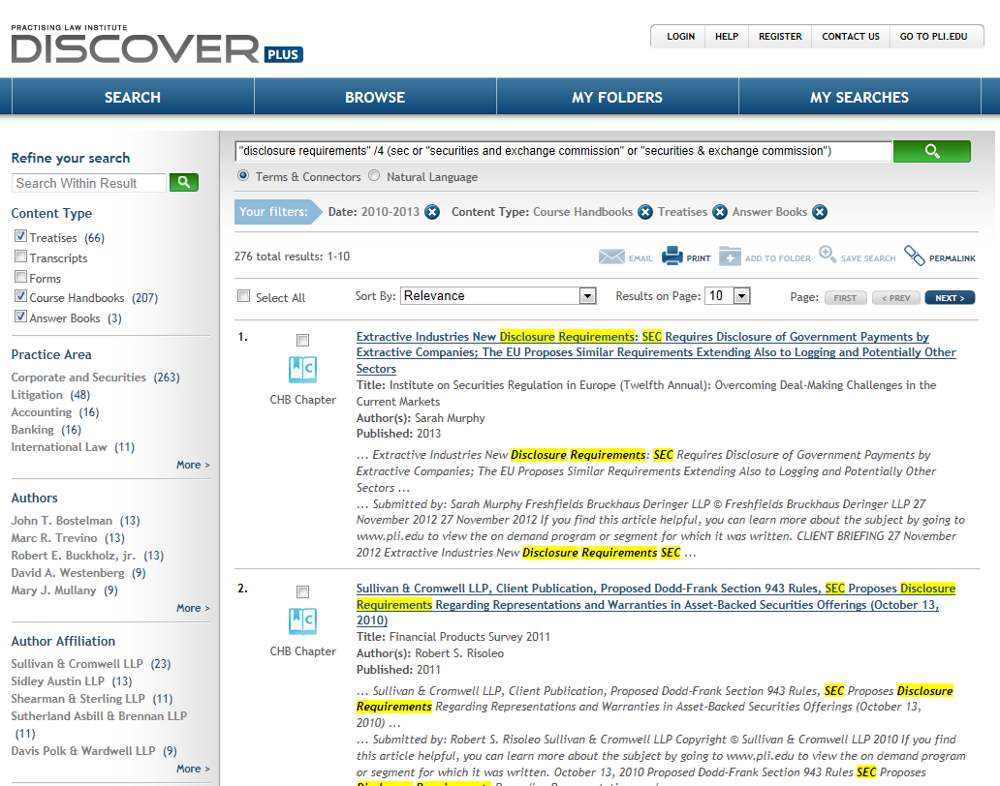 PRACTISING LAW INSTITUTE
DISCOVER PLUS
LOGIN HELP REGISTER CONTACT US GO TO PLI.EDU
SEARCH BROWSE MY FOLDERS MY SEARCHES
Refine your search
Search Within Result
Content Type
Treatises (66)
Transcripts
Forms
Course Handbooks (207)
Answer Books (3)
Practice Area
Corporate and Securities (263)
Litigation (48)
Accounting (16)
Banking (16)
International Law (11)
More >
Authors
John T. Bostelman (13)
Marc R. Trevino (13)
Robert E. Buckholz, jr. (13)
David A. Westenberg (9)
Mary J. Mullany (9)
More >
Author Affiliation
Sullivan & Cromwell LLP (23)
Sidley Austin LLP (13)
Shearman & Sterling LLP (11)
Sutherland Asbill & Brennan LLP
(11)
Davis Polk & Wardwell LLP (9)
More >
"disclosure requirements" /4 (sec or "securities and exchange commission" or "securities & exchange commission")
Terms & Connectors Natural Language
Your filters: Date: 2010-2013 Content Type: Course Handbooks Treatises Answer Books
276 total results: 1-10
EMAIL PRINT ADD TO FOLDER SAVE SEARCH PERMALINK
Select All Sort By: Relevance Results on Page: 10 Page: FIRST < PREV NEXT >
1.
CHB Chapter
Extractive Industries New Disclosure Requirements: SEC Requires Disclosure of Government Payments by
Extractive Companies; The EU Proposes Similar Requirements Extending Also to Logging and Potentially Other
Sectors
Title: Institute on Securities Regulation in Europe (Twelfth Annual): Overcoming Deal-Making Challenges in the
Current Markets
Author(s): Sarah Murphy
Published: 2013
... Extractive Industries New Disclosure Requirements: SEC Requires Disclosure of Government Payments by
Extractive Companies; The EU Proposes Similar Requirements Extending Also to Logging and Potentially Other
Sectors ...
... Submitted by: Sarah Murphy Freshfields Bruckhaus Deringer LLP © Freshfields Bruckhaus Deringer LLP 27
November 2012 27 November 2012 If you find this article helpful, you can learn more about the subject by going to
www.pli.edu to view the on demand program or segment for which it was written. CLIENT BRIEFING 27 November
2012 Extractive Industries New Disclosure Requirements SEC ...
2.
CHB Chapter
Sullivan & Cromwell LLP, Client Publication, Proposed Dodd-Frank Section 943 Rules, SEC Proposes Disclosure
Requirements Regarding Representations and Warranties in Asset-Backed Securities Offerings (October 13,
2010)
Title: Financial Products Survey 2011
Author(s): Robert S. Risoleo
Published: 2011
... Sullivan & Cromwell LLP, Client Publication, Proposed Dodd-Frank Section 943 Rules, SEC Proposes Disclosure
Requirements Regarding Representations and Warranties in Asset-Backed Securities Offerings (October 13,
2010) ...
... Submitted by: Robert S. Risoleo Sullivan & Cromwell LLP Copyright © Sullivan & Cromwell LLP 2010 If you find
this article helpful, you can learn more about the subject by going to www.pli.edu to view the on demand program
or segment for which it was written. October 13, 2010 Proposed Dodd-Frank Section 943 Rules SEC Proposes